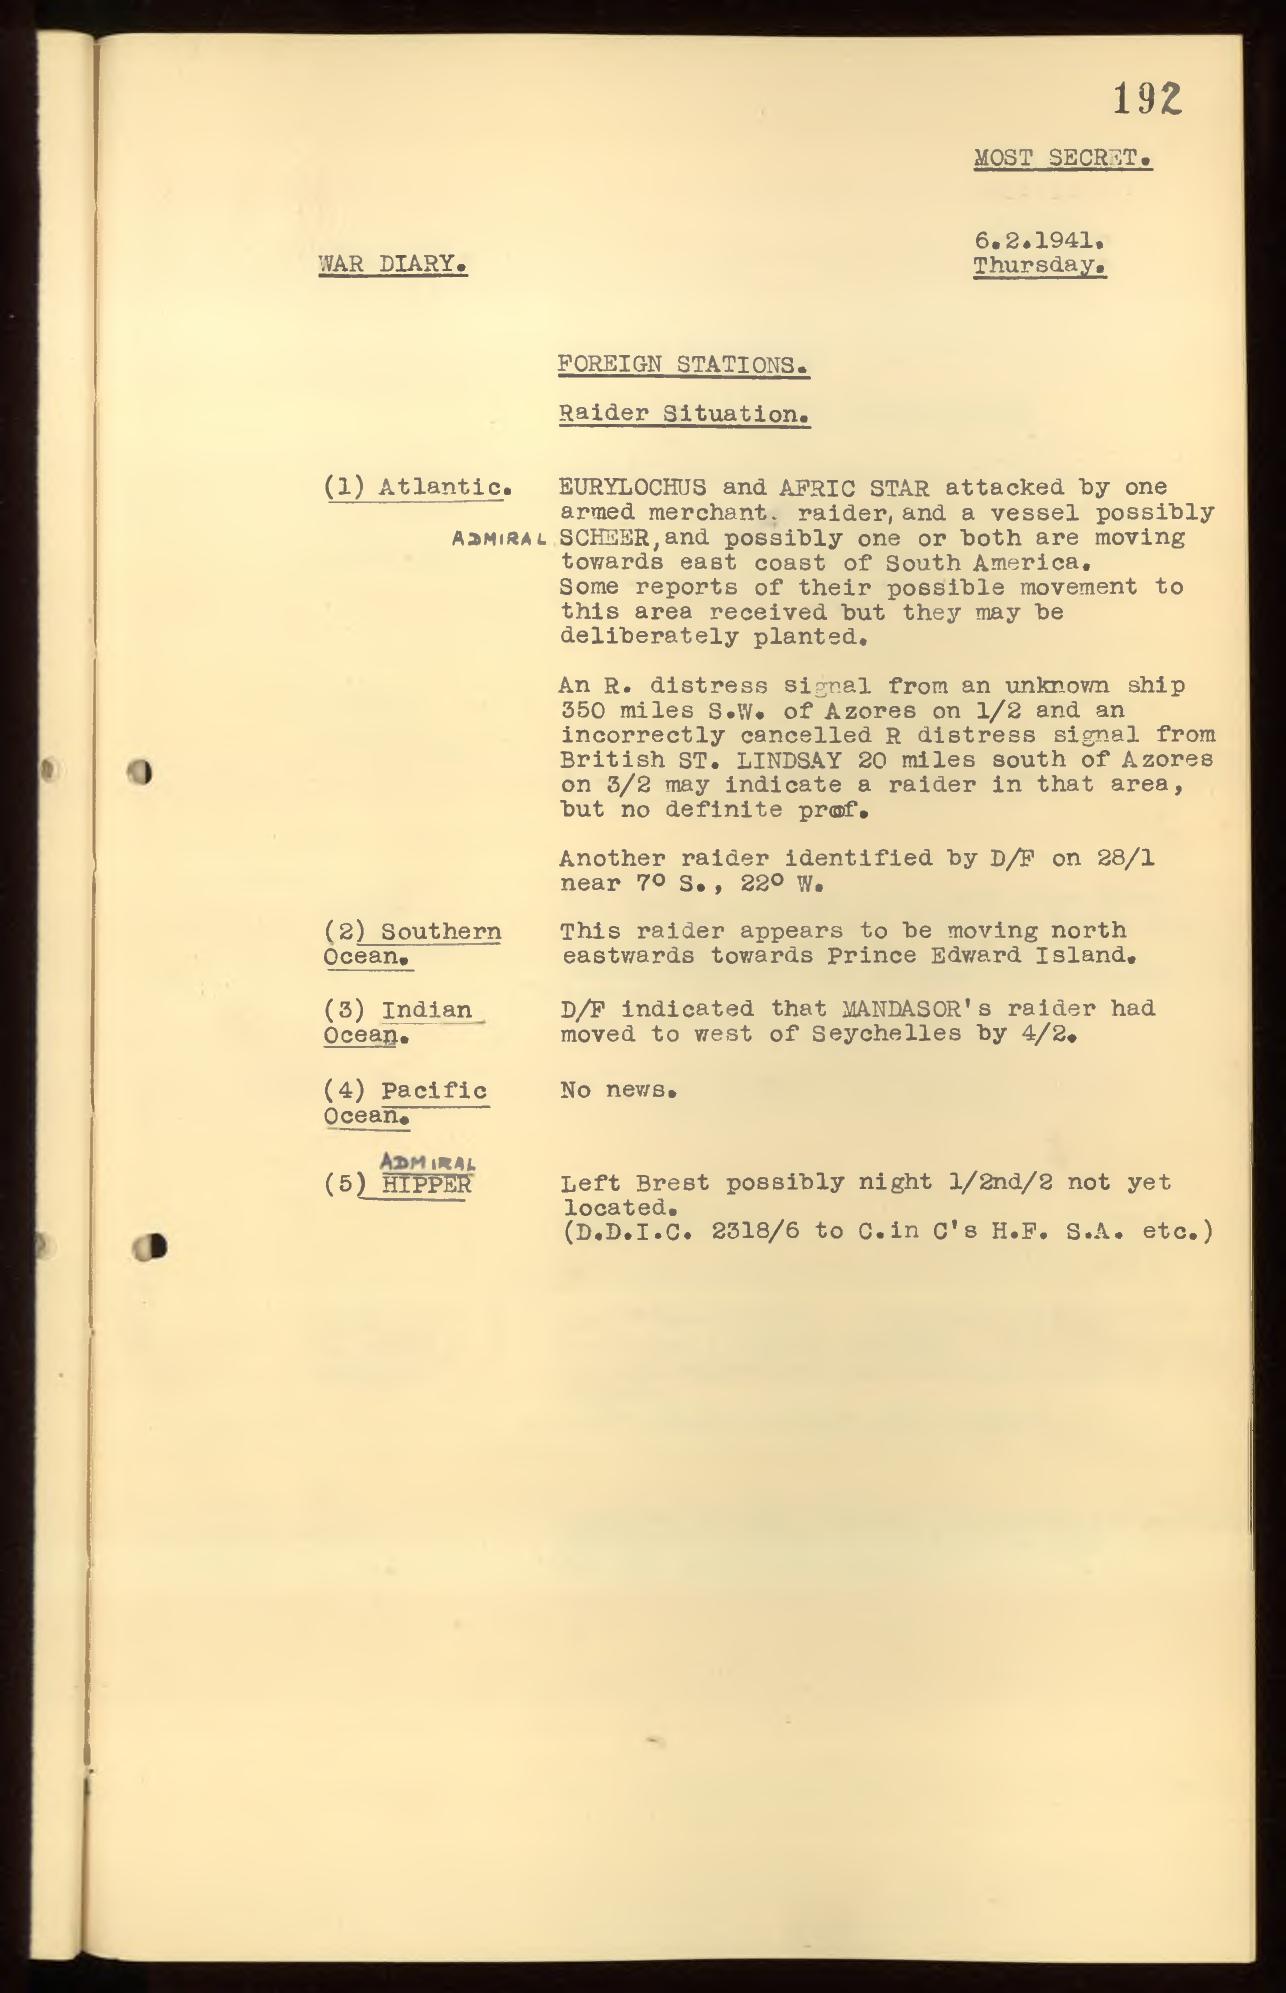 192
MOST SECRET.
6.2.1941.
WAR DIARY.
Thursday.
FOREIGN STATIONS.
Raider Situation.
(1) Atlantic. EURYLOCHUS and AFRIC STAR attacked by one
armed merchant. raider, and a vessel possibly
ADMIRAL SCHEER, and possibly one or both are moving
towards east coast of South America.
Some reports of their possible movement to
this area received but they may be
deliberately planted.
An R. distress signal from an unknown ship
350 miles S.W. of Azores on 1/2 and an
incorrectly cancelled R distress signal from
British ST. LINDSAY 20 miles south of Azores
on 3/2 may indicate a raider in that area,
but no definite proof.
Another raider identified by D/F on 28/1
near 7° S., 22° W.
(2) Southern This raider appears to be moving north
Ocean. eastwards towards Prince Edward Island.
(3) Indian D/F indicated that MANDASOR's raider had
Ocean. moved to west of Seychelles by 4/2.
(4) Pacific No news.
Ocean.
ADMIRAL
(5) HIPPER Left Brest possibly night 1/2nd/2 not yet
located.
(D.D.I.C. 2318/6 to C.in C's H.F. S.A. etc.)